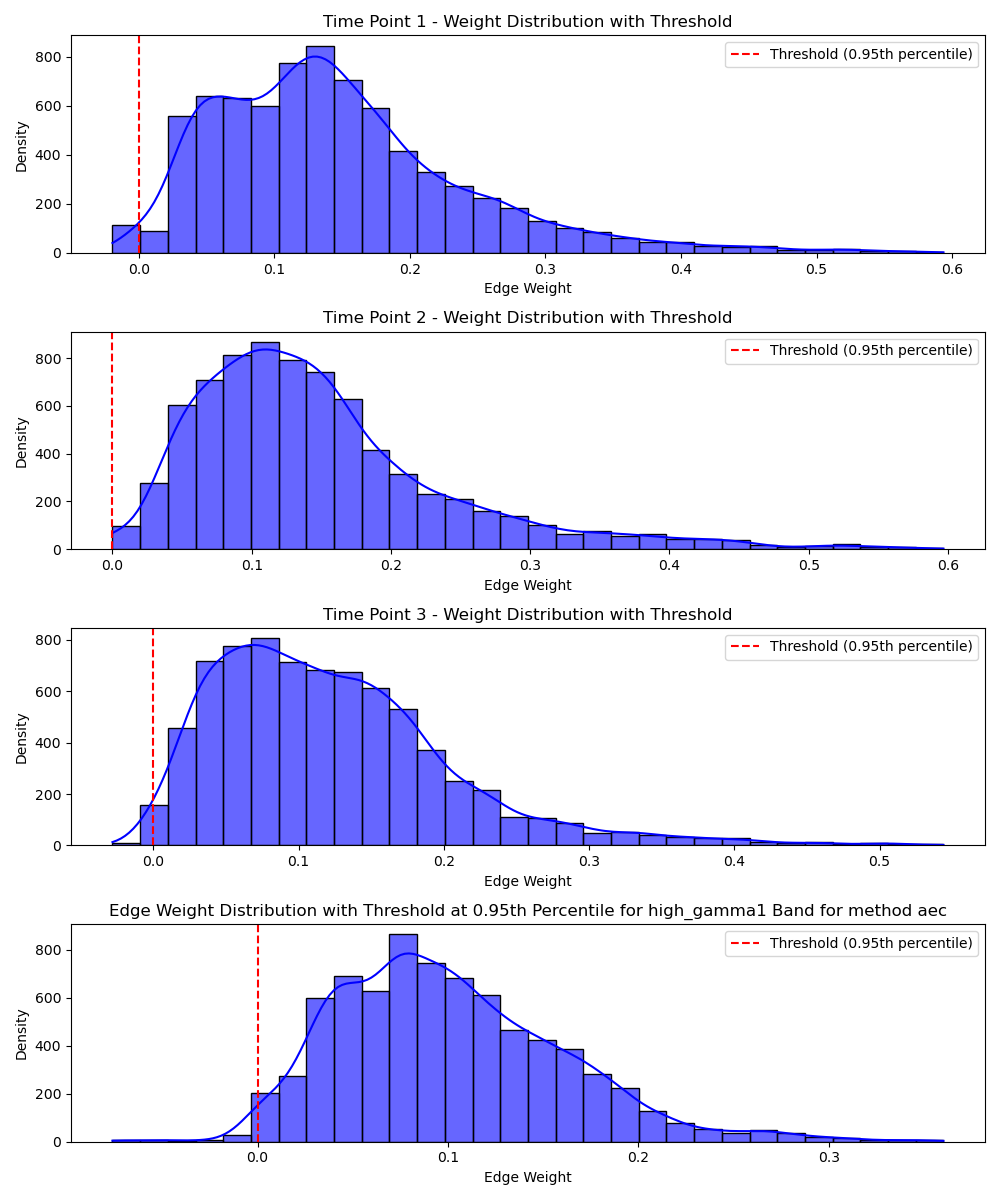 Time Point 1 - Weight Distribution with Threshold
Threshold (0.95th percentile)
Density
800
600
400
200
0
0.0 0.1 0.2 0.3 0.4 0.5 0.6
Edge Weight
Time Point 2 - Weight Distribution with Threshold
Threshold (0.95th percentile)
Density
800
600
400
200
0
0.0 0.1 0.2 0.3 0.4 0.5 0.6
Edge Weight
Time Point 3 - Weight Distribution with Threshold
Threshold (0.95th percentile)
Density
800
600
400
200
0
0.0 0.1 0.2 0.3 0.4 0.5
Edge Weight
Edge Weight Distribution with Threshold at 0.95th Percentile for high_gamma1 Band for method aec
Threshold (0.95th percentile)
Density
800
600
400
200
0
0.0 0.1 0.2 0.3
Edge Weight